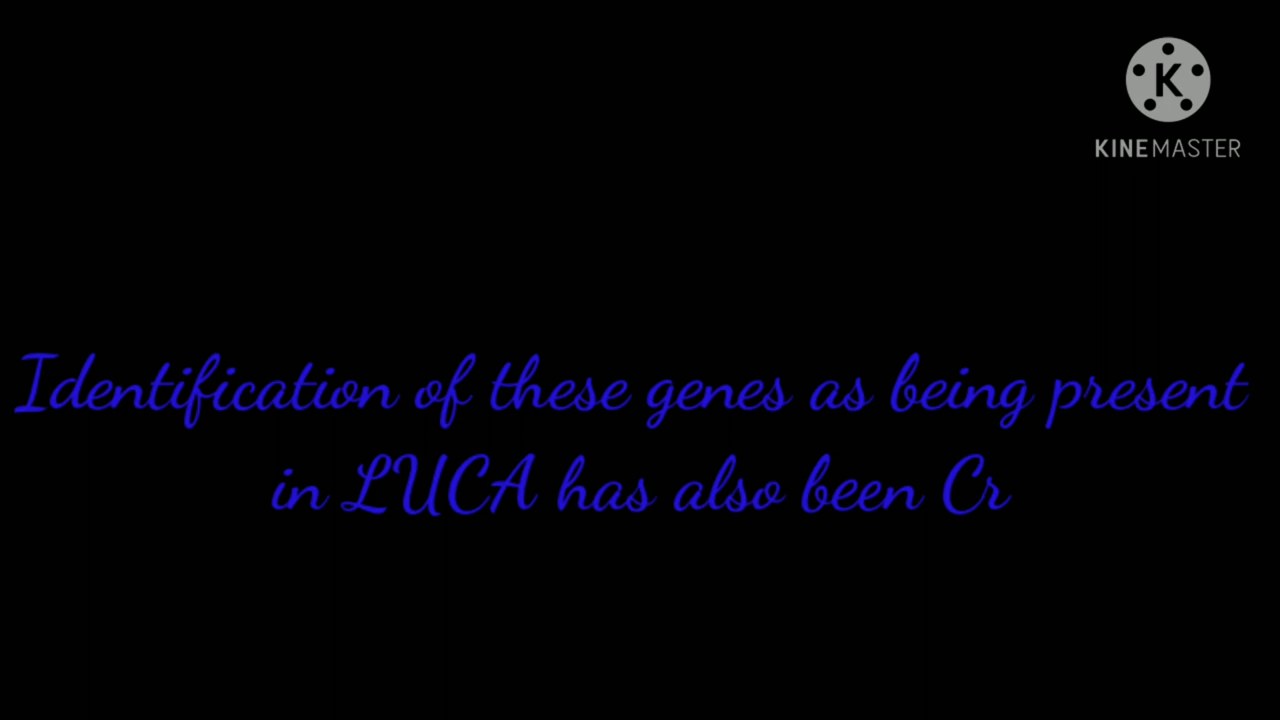 K
KINEMASTER
Identification of these genes as being present
in LUCA has also been Cr